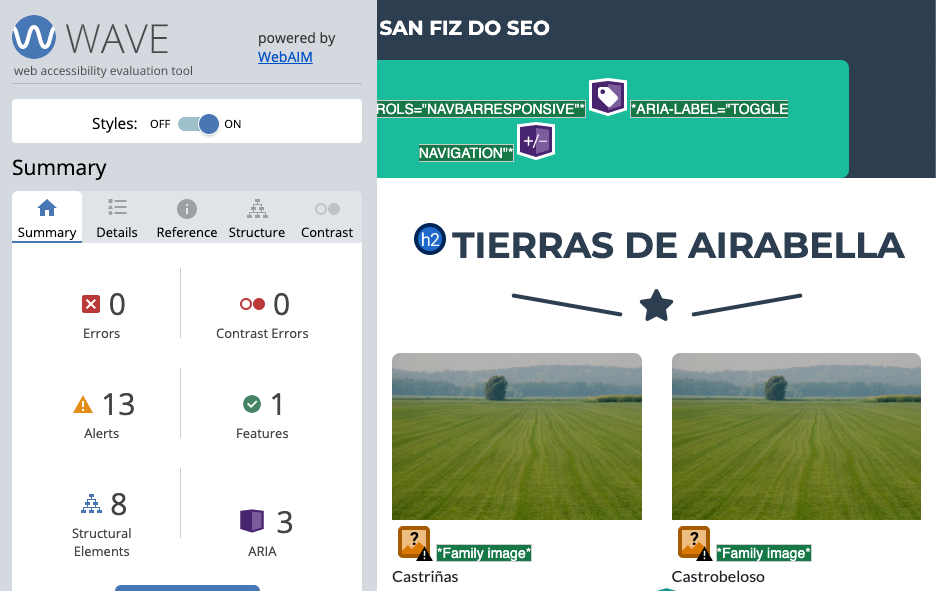 WAVE
web accessibility evaluation tool
powered by
WebAIM
Styles: OFF ON
Summary
Summary Details Reference Structure Contrast
0
Errors
0
Contrast Errors
13
Alerts
1
Features
8
Structural
Elements
3
ARIA
SAN FIZ DO SEO
ROLS="NAVBARRESPONSIVE"* *ARIA-LABEL="TOGGLE
NAVIGATION"* +/−
h2 TIERRAS DE AIRABELLA
? *Family image*
Castriñas
? *Family image*
Castrobeloso